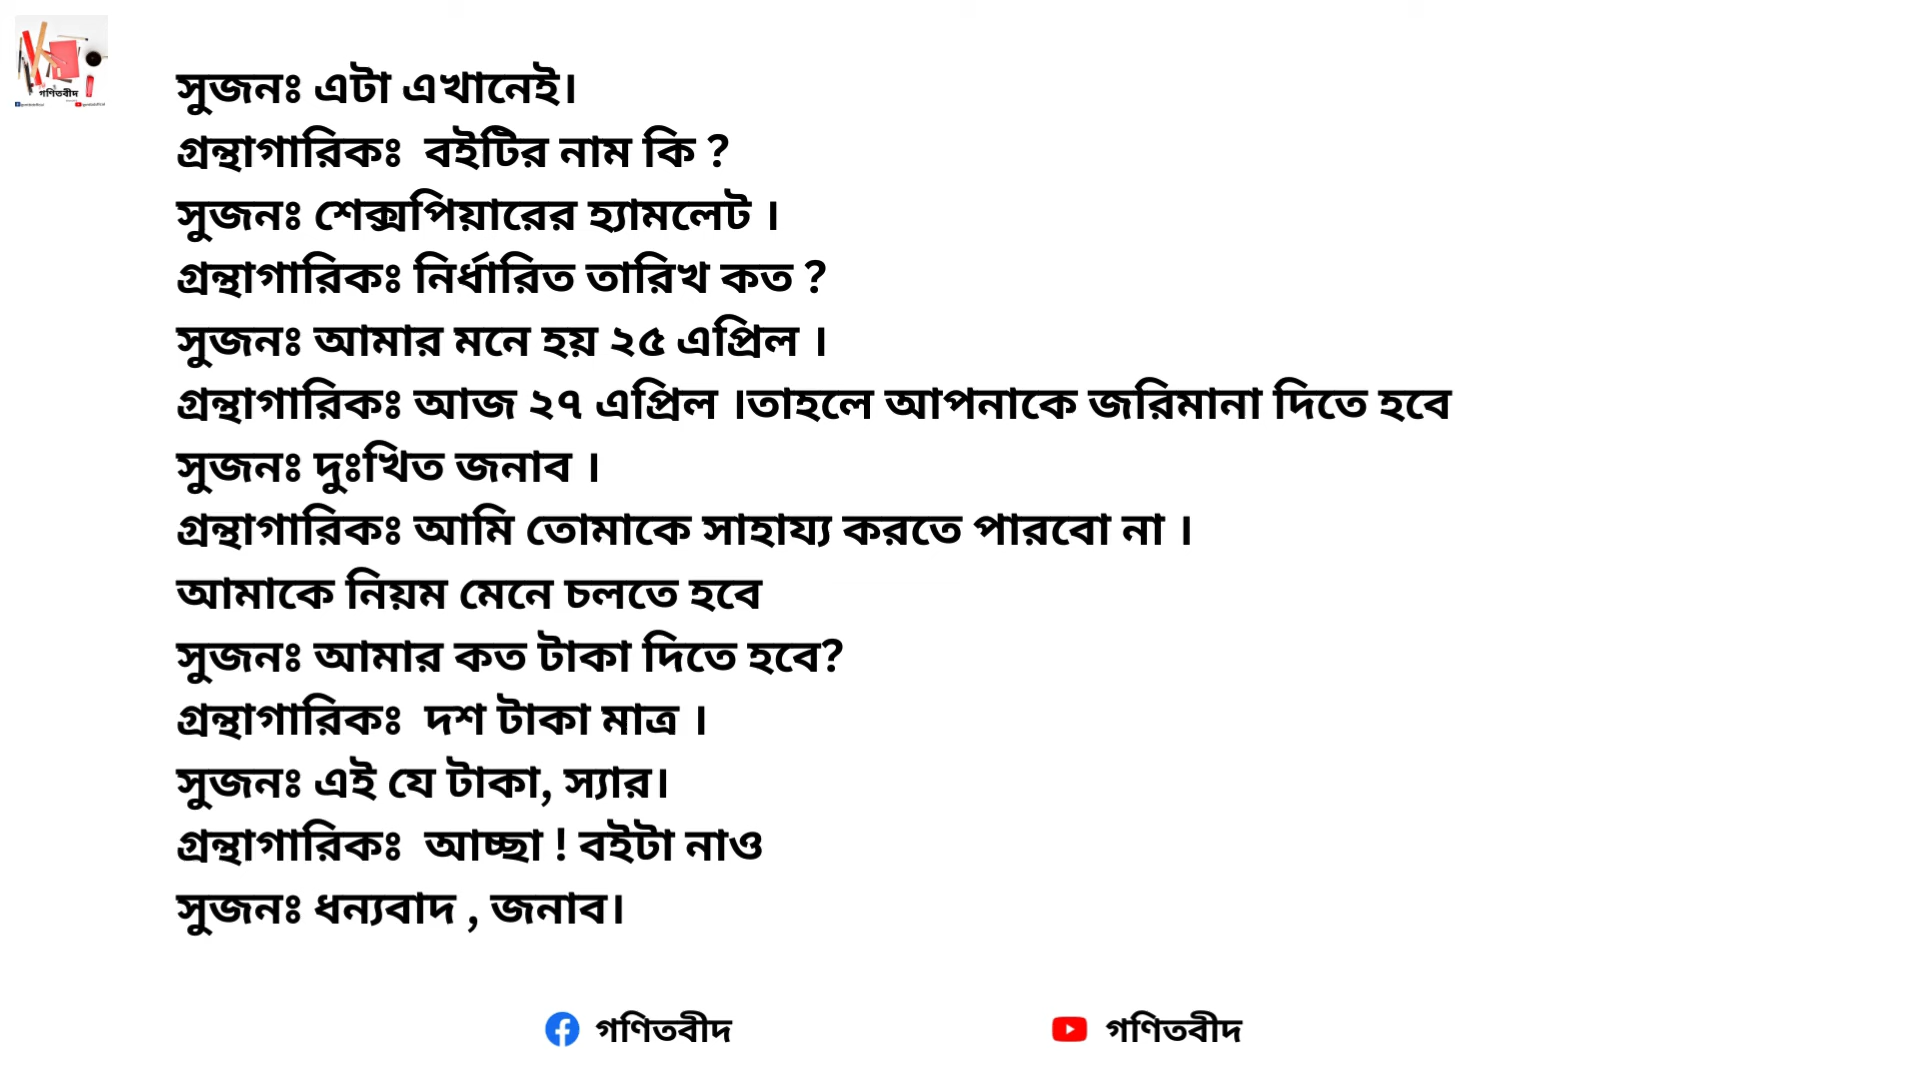 গণিতবীদ
সুজনঃ এটা এখানেই।
গ্রন্থাগারিকঃ  বইটির নাম কি ?
সুজনঃ শেক্সপিয়ারের হ্যামলেট ।
গ্রন্থাগারিকঃ নির্ধারিত তারিখ কত ?
সুজনঃ আমার মনে হয় ২৫ এপ্রিল ।
গ্রন্থাগারিকঃ আজ ২৭ এপ্রিল ।তাহলে আপনাকে জরিমানা দিতে হবে
সুজনঃ দুঃখিত জনাব ।
গ্রন্থাগারিকঃ আমি তোমাকে সাহায্য করতে পারবো না ।
আমাকে নিয়ম মেনে চলতে হবে
সুজনঃ আমার কত টাকা দিতে হবে?
গ্রন্থাগারিকঃ  দশ টাকা মাত্র ।
সুজনঃ এই যে টাকা, স্যার।
গ্রন্থাগারিকঃ  আচ্ছা ! বইটা নাও
সুজনঃ ধন্যবাদ , জনাব।
গণিতবীদ গণিতবীদ